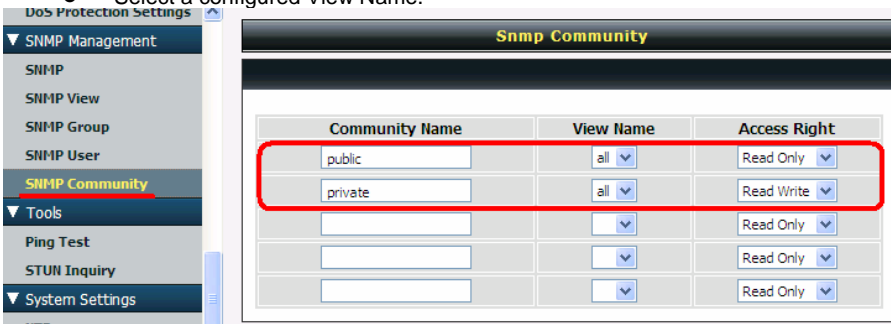 Select a configured View Name.
DoS Protection Settings
▼ SNMP Management
SNMP
SNMP View
SNMP Group
SNMP User
SNMP Community
▼ Tools
Ping Test
STUN Inquiry
▼ System Settings
Snmp Community
Community Name View Name Access Right
public all Read Only
private all Read Write
Read Only
Read Only
Read Only